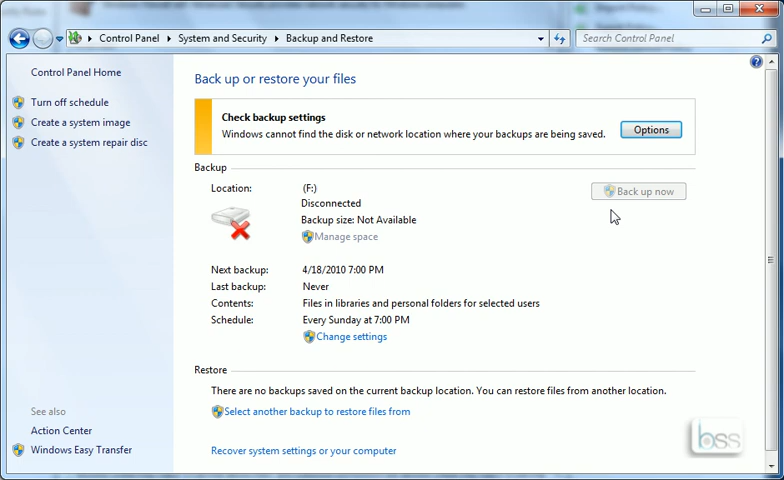 Control Panel
System and Security
Backup and Restore
Search Control Panel
Control Panel Home
Turn off schedule
Create a system image
Create a system repair disc
See also
Action Center
Windows Easy Transfer
Back up or restore your files
Check backup settings
Windows cannot find the disk or network location where your backups are being saved.
Options
Backup
Location: (F:)
Disconnected
Backup size: Not Available
Manage space
Back up now
Next backup: 4/18/2010 7:00 PM
Last backup: Never
Contents: Files in libraries and personal folders for selected users
Schedule: Every Sunday at 7:00 PM
Change settings
Restore
There are no backups saved on the current backup location. You can restore files from another location.
Select another backup to restore files from
Recover system settings or your computer
bss